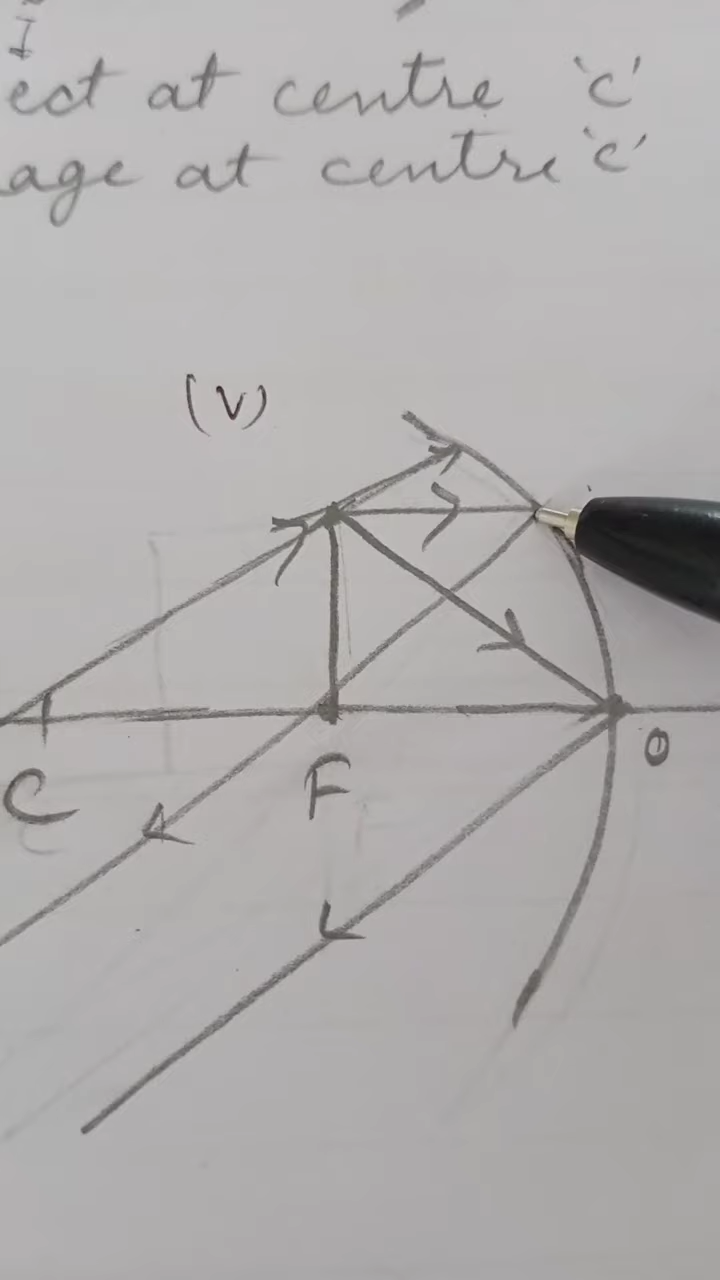 I
ect at centre 'c'
age at centre 'c'
(V)
C F O